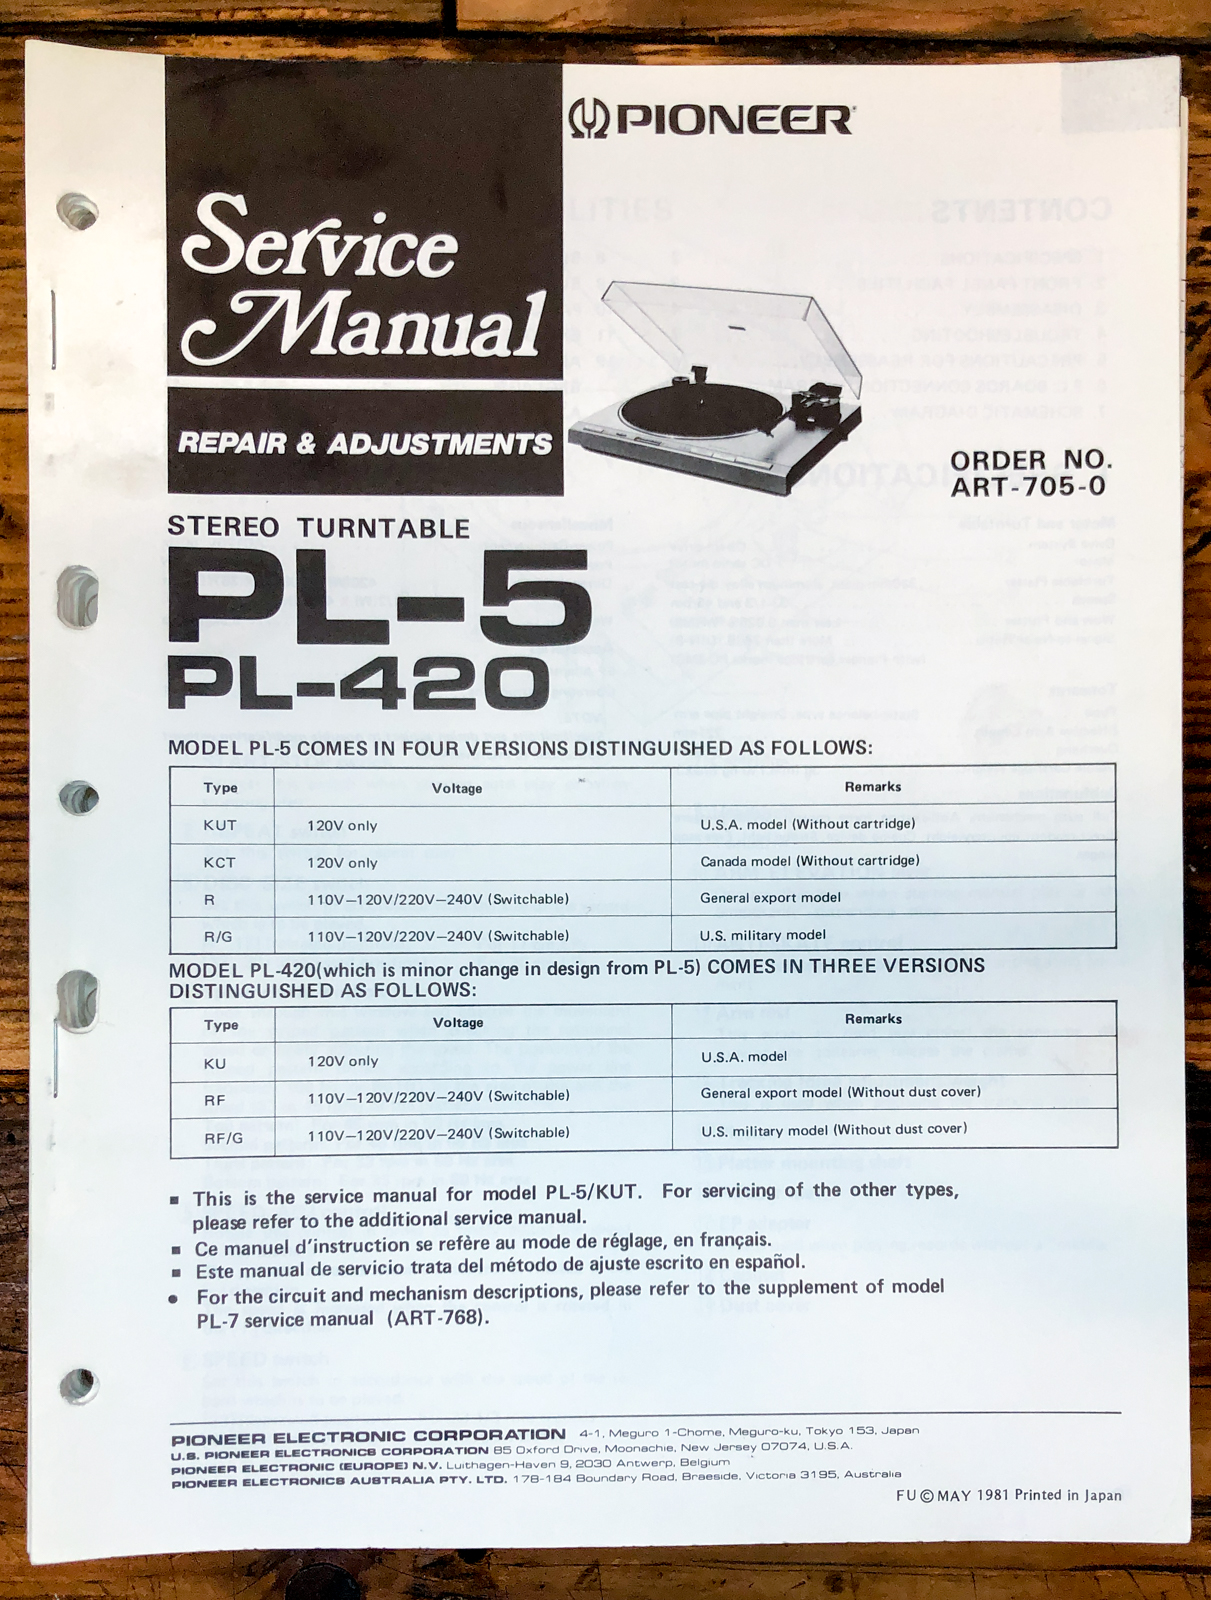 PIONEER
Service
Manual
REPAIR & ADJUSTMENTS
ORDER NO.
ART-705-0
STEREO TURNTABLE
PL-5
PL-420
MODEL PL-5 COMES IN FOUR VERSIONS DISTINGUISHED AS FOLLOWS:
Type Voltage Remarks
KUT 120V only U.S.A. model (Without cartridge)
KCT 120V only Canada model (Without cartridge)
R 110V—120V/220V—240V (Switchable) General export model
R/G 110V—120V/220V—240V (Switchable) U.S. military model
MODEL PL-420(which is minor change in design from PL-5) COMES IN THREE VERSIONS
DISTINGUISHED AS FOLLOWS:
Type Voltage Remarks
KU 120V only U.S.A. model
RF 110V—120V/220V—240V (Switchable) General export model (Without dust cover)
RF/G 110V—120V/220V—240V (Switchable) U.S. military model (Without dust cover)
■ This is the service manual for model PL-5/KUT. For servicing of the other types,
please refer to the additional service manual.
■ Ce manuel d'instruction se refère au mode de réglage, en français.
■ Este manual de servicio trata del método de ajuste escrito en español.
● For the circuit and mechanism descriptions, please refer to the supplement of model
PL-7 service manual (ART-768).
PIONEER ELECTRONIC CORPORATION 4-1, Meguro 1-Chome, Meguro-ku, Tokyo 153, Japan
U.S. PIONEER ELECTRONICS CORPORATION 85 Oxford Drive, Moonachie, New Jersey 07074, U.S.A.
PIONEER ELECTRONIC (EUROPE) N.V. Luithagen-Haven 9, 2030 Antwerp, Belgium
PIONEER ELECTRONICS AUSTRALIA PTY. LTD. 178-184 Boundary Road, Braeside, Victoria 3195, Australia
FU © MAY 1981 Printed in Japan